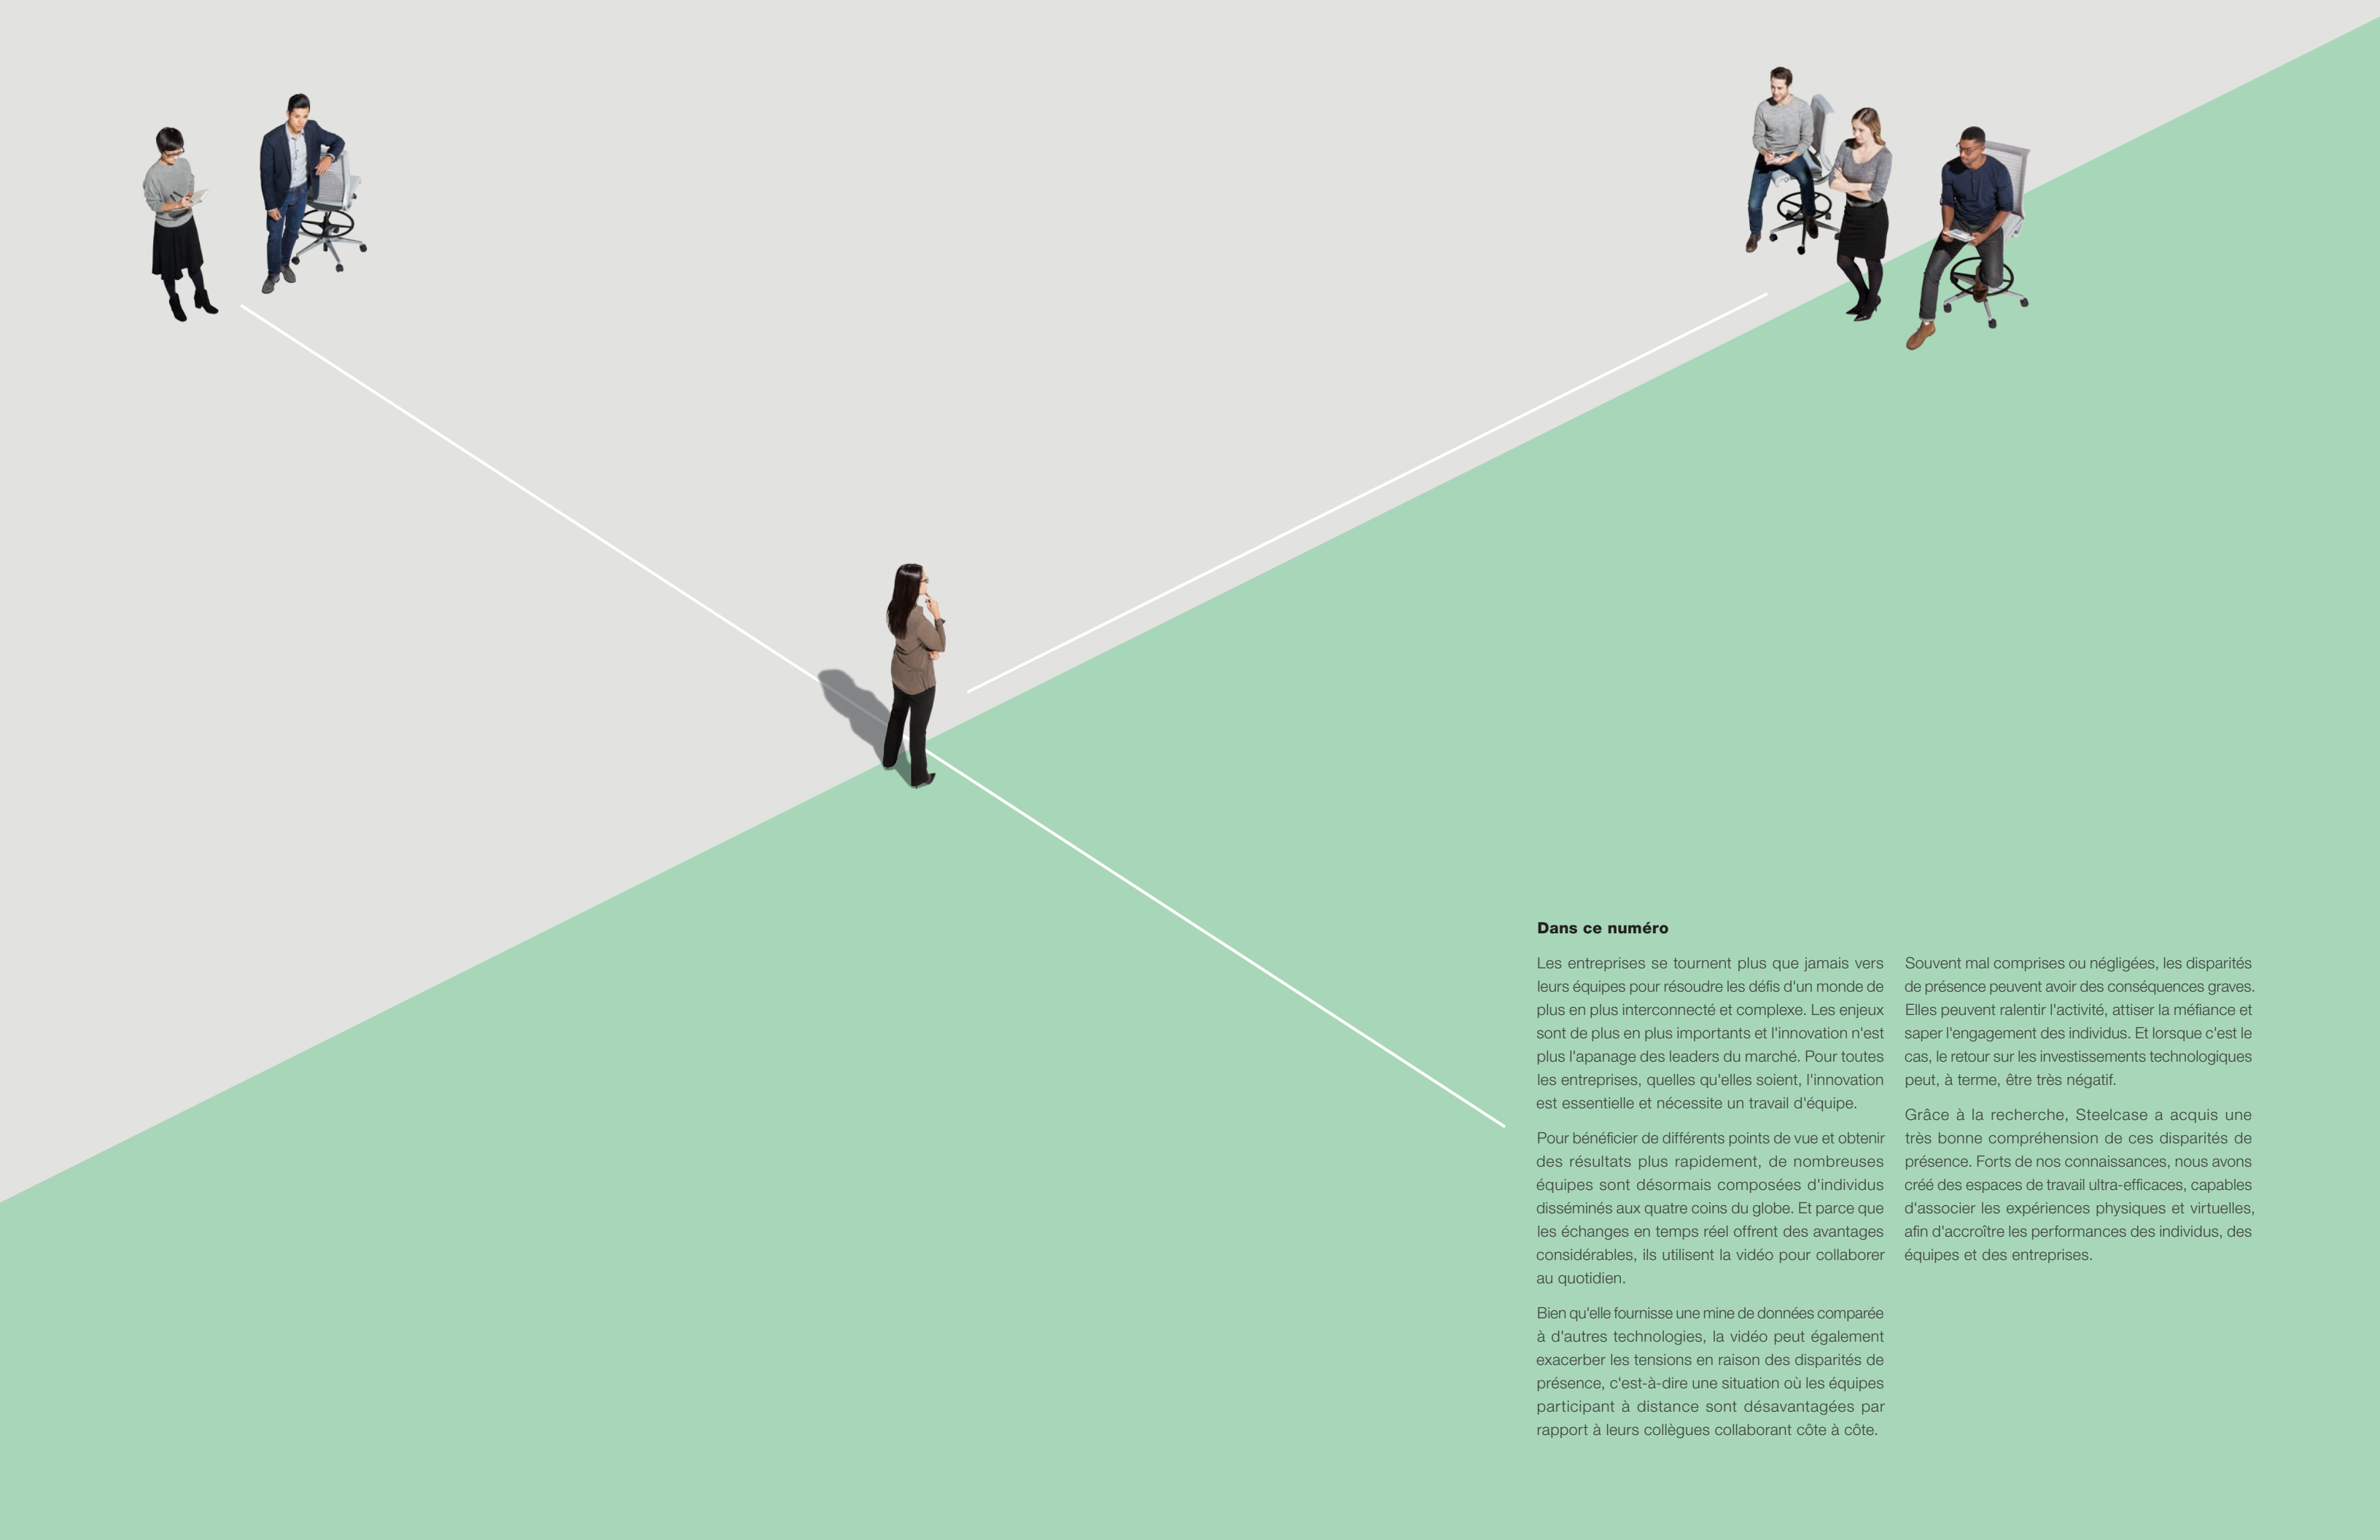 Dans ce numéro
Les entreprises se tournent plus que jamais vers
leurs équipes pour résoudre les défis d'un monde de
plus en plus interconnecté et complexe. Les enjeux
sont de plus en plus importants et l'innovation n'est
plus l'apanage des leaders du marché. Pour toutes
les entreprises, quelles qu'elles soient, l'innovation
est essentielle et nécessite un travail d'équipe.
Pour bénéficier de différents points de vue et obtenir
des résultats plus rapidement, de nombreuses
équipes sont désormais composées d'individus
disséminés aux quatre coins du globe. Et parce que
les échanges en temps réel offrent des avantages
considérables, ils utilisent la vidéo pour collaborer
au quotidien.
Bien qu'elle fournisse une mine de données comparée
à d'autres technologies, la vidéo peut également
exacerber les tensions en raison des disparités de
présence, c'est-à-dire une situation où les équipes
participant à distance sont désavantagées par
rapport à leurs collègues collaborant côte à côte.
Souvent mal comprises ou négligées, les disparités
de présence peuvent avoir des conséquences graves.
Elles peuvent ralentir l'activité, attiser la méfiance et
saper l'engagement des individus. Et lorsque c'est le
cas, le retour sur les investissements technologiques
peut, à terme, être très négatif.
Grâce à la recherche, Steelcase a acquis une
très bonne compréhension de ces disparités de
présence. Forts de nos connaissances, nous avons
créé des espaces de travail ultra-efficaces, capables
d'associer les expériences physiques et virtuelles,
afin d'accroître les performances des individus, des
équipes et des entreprises.